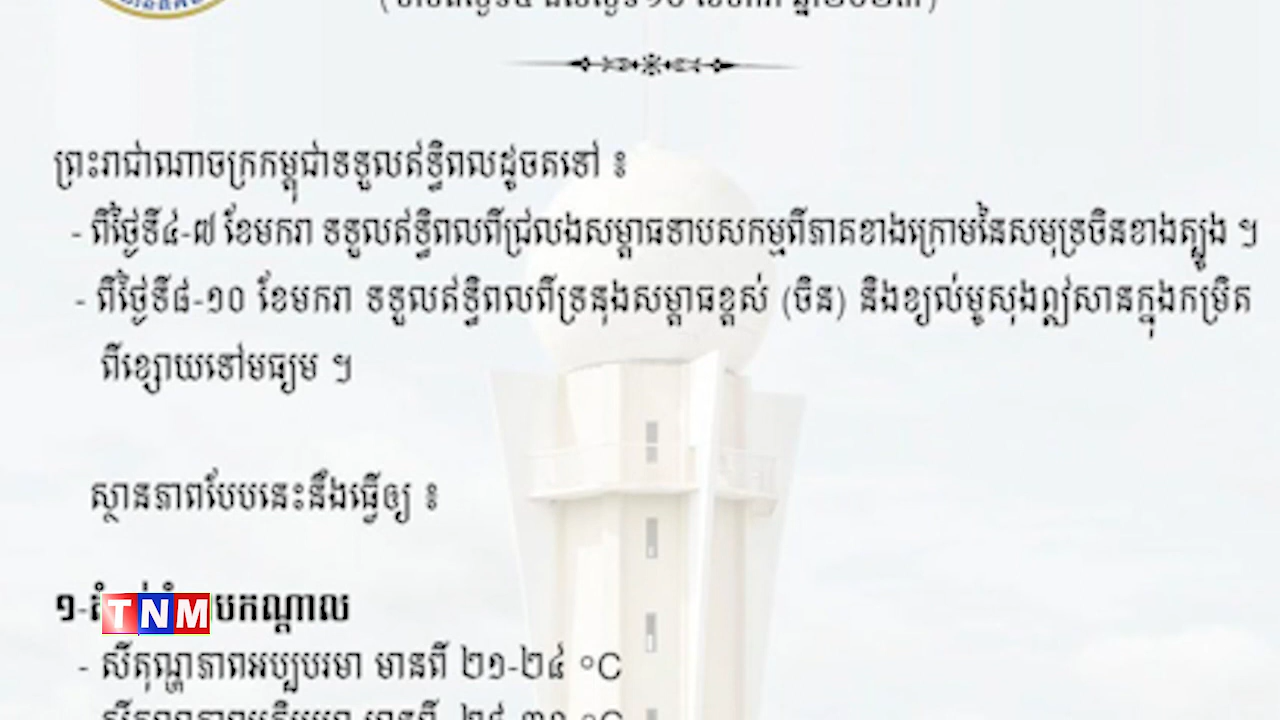 ព្រះរាជាណាចក្រកម្ពុជាទទួលឥទ្ធិពលដូចតទៅ ៖
- ពីថ្ងៃទី៤-៧ ខែមករា ទទួលឥទ្ធិពលពីជ្រលងសម្ពាធទាបសកម្មពីភាគខាងក្រោមនៃសមុទ្រចិនខាងត្បូង ។
- ពីថ្ងៃទី៨-១០ ខែមករា ទទួលឥទ្ធិពលពីទ្រនុងសម្ពាធខ្ពស់ (ចិន) និងខ្យល់មូសុងឦសានក្នុងកម្រិត
ពីខ្សោយទៅមធ្យម ។
ស្ថានភាពបែបនេះនឹងធ្វើឲ្យ ៖
១-
TNM
បកណ្តាល
- សីតុណ្ហភាពអប្បបរមា មានពី ២១-២៤ °C